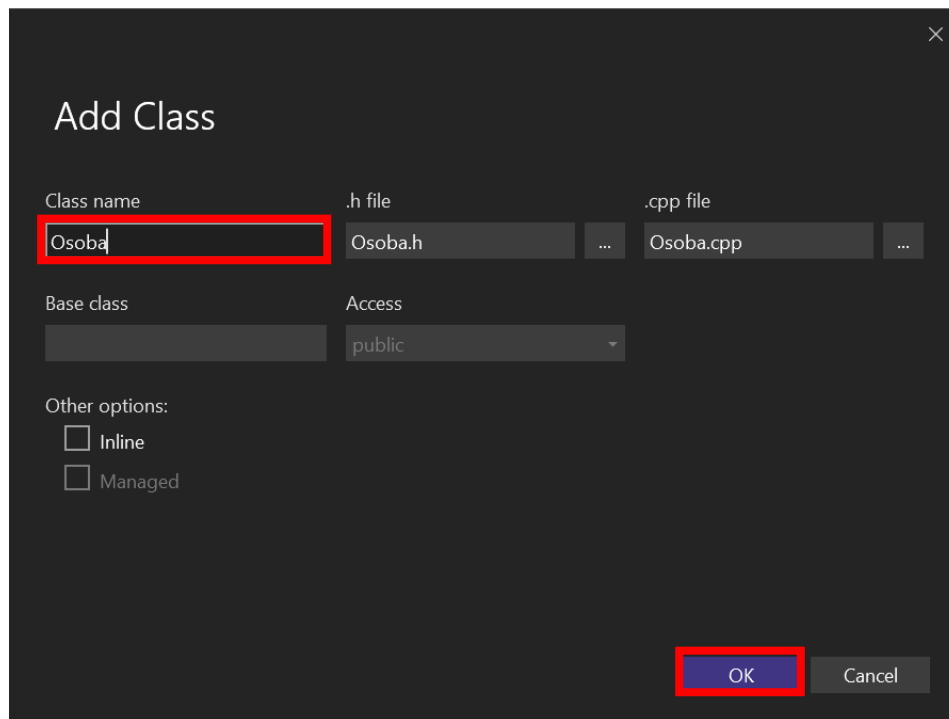 Add Class
Class name .h file .cpp file
Osoba Osoba.h ... Osoba.cpp ...
Base class Access
public
Other options:
Inline
Managed
OK Cancel